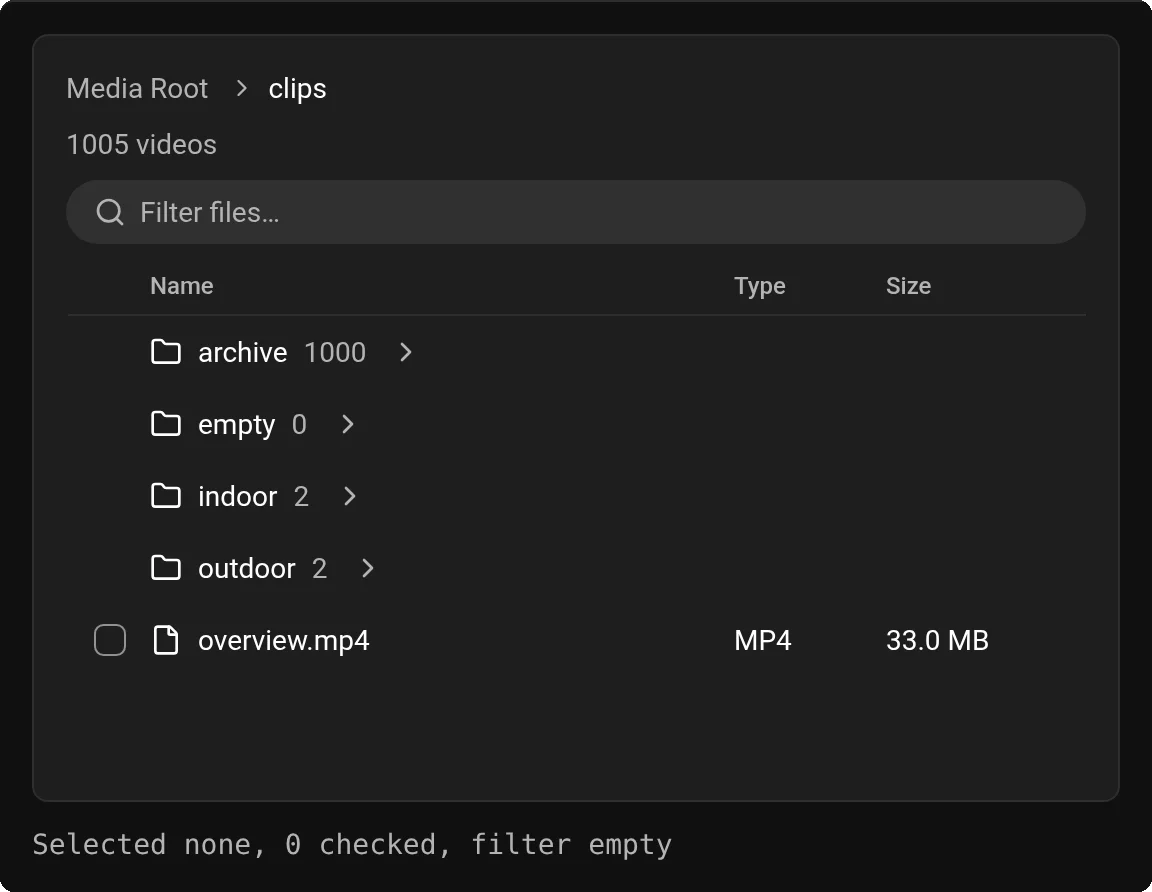 Media Root > clips
1005 videos
Filter files…
Name Type Size
archive 1000
empty 0
indoor 2
outdoor 2
overview.mp4 MP4 33.0 MB
Selected none, 0 checked, filter empty